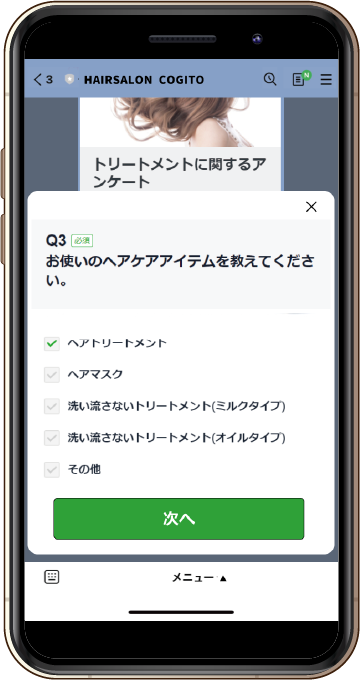 3 HAIRSALON COGITO N
トリートメントに関するア
ンケート
Q3 必須
お使いのヘアケアアイテムを教えてくださ
い。
ヘアトリートメント
ヘアマスク
洗い流さないトリートメント(ミルクタイプ)
洗い流さないトリートメント(オイルタイプ)
その他
次へ
メニュー ▲